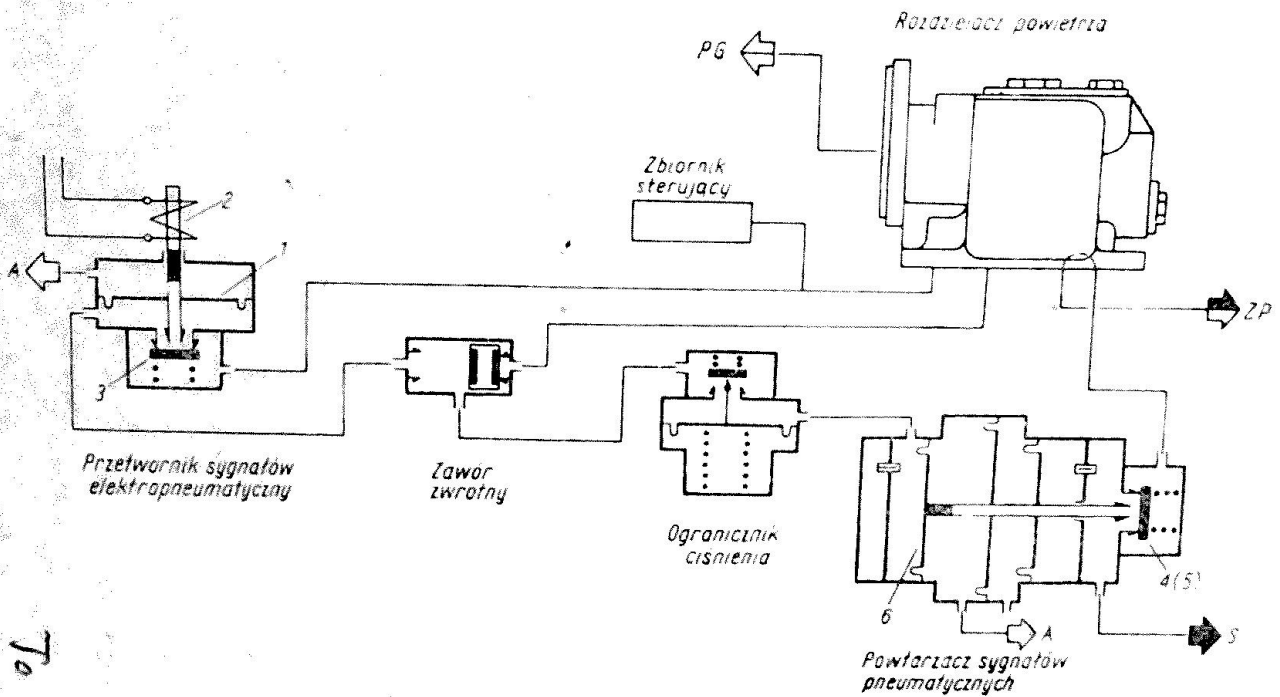 Rozdzielacz powietrza
PG
Zbiornik
sterujący
2
1
A
ZP
3
Przetwornik sygnałów
elektropneumatyczny
Zawór
zwrotny
Ogranicznik
ciśnienia
4(5)
6
A
S
Powtarzacz sygnałów
pneumatycznych
To